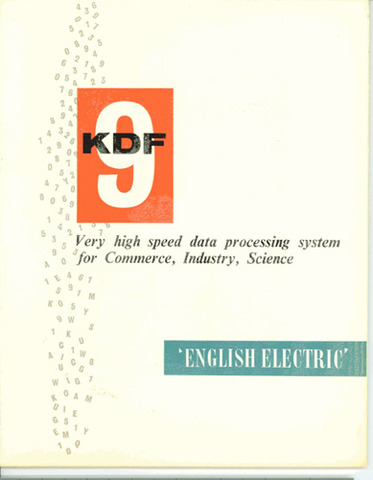 KDF
9
Very high speed data processing system
for Commerce, Industry, Science
'ENGLISH ELECTRIC'